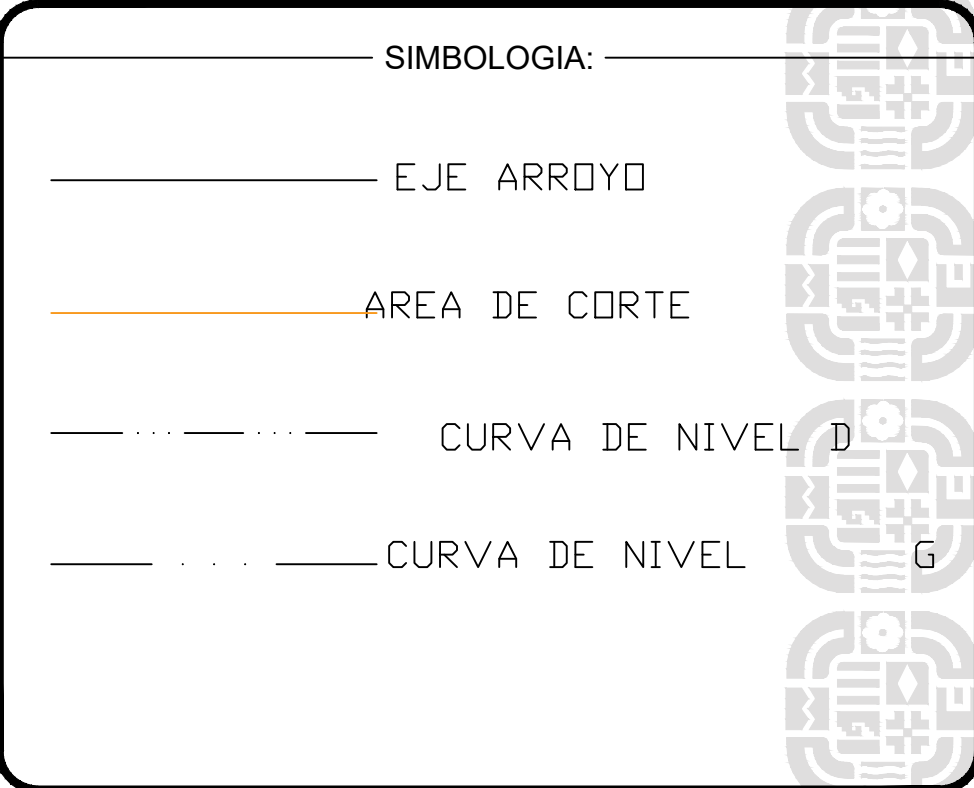 SIMBOLOGIA:
EJE ARROYO
AREA DE CORTE
CURVA DE NIVEL D
CURVA DE NIVEL G